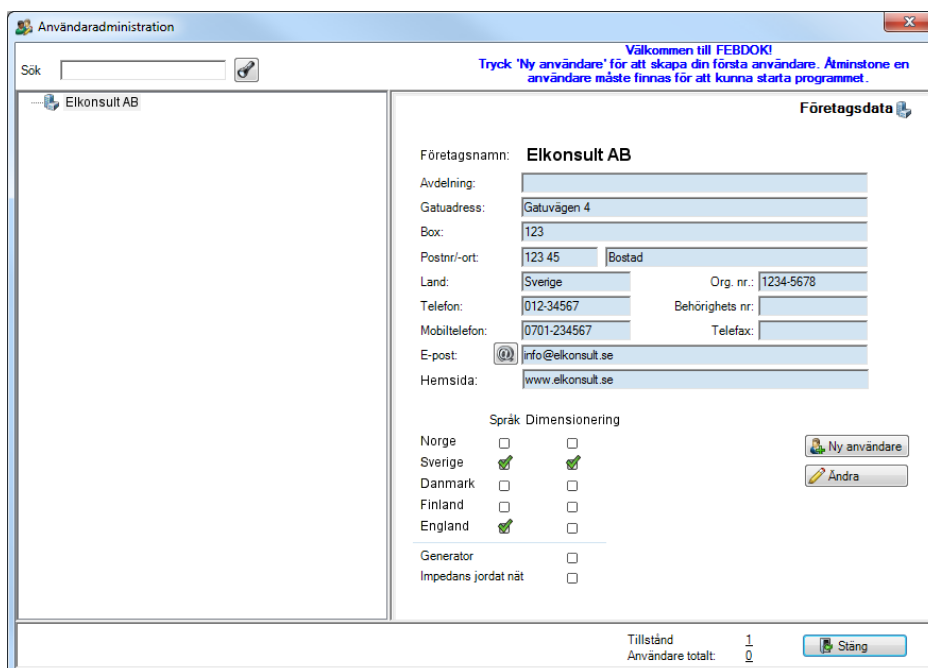 Användaradministration
Sök
Välkommen till FEBDOK!
Tryck 'Ny användare' för att skapa din första användare. Åtminstone en
användare måste finnas för att kunna starta programmet.
Elkonsult AB
Företagsdata
Företagsnamn: Elkonsult AB
Avdelning:
Gatuadress: Gatuvägen 4
Box: 123
Postnr/-ort: 123 45 Bostad
Land: Sverige Org. nr.: 1234-5678
Telefon: 012-34567 Behörighets nr:
Mobiltelefon: 0701-234567 Telefax:
E-post: @ info@elkonsult.se
Hemsida: www.elkonsult.se
Språk Dimensionering
Norge
Sverige
Danmark
Finland
England
Generator
Impedans jordat nät
Ny användare
Ändra
Tillstånd 1
Användare totalt: 0
Stäng